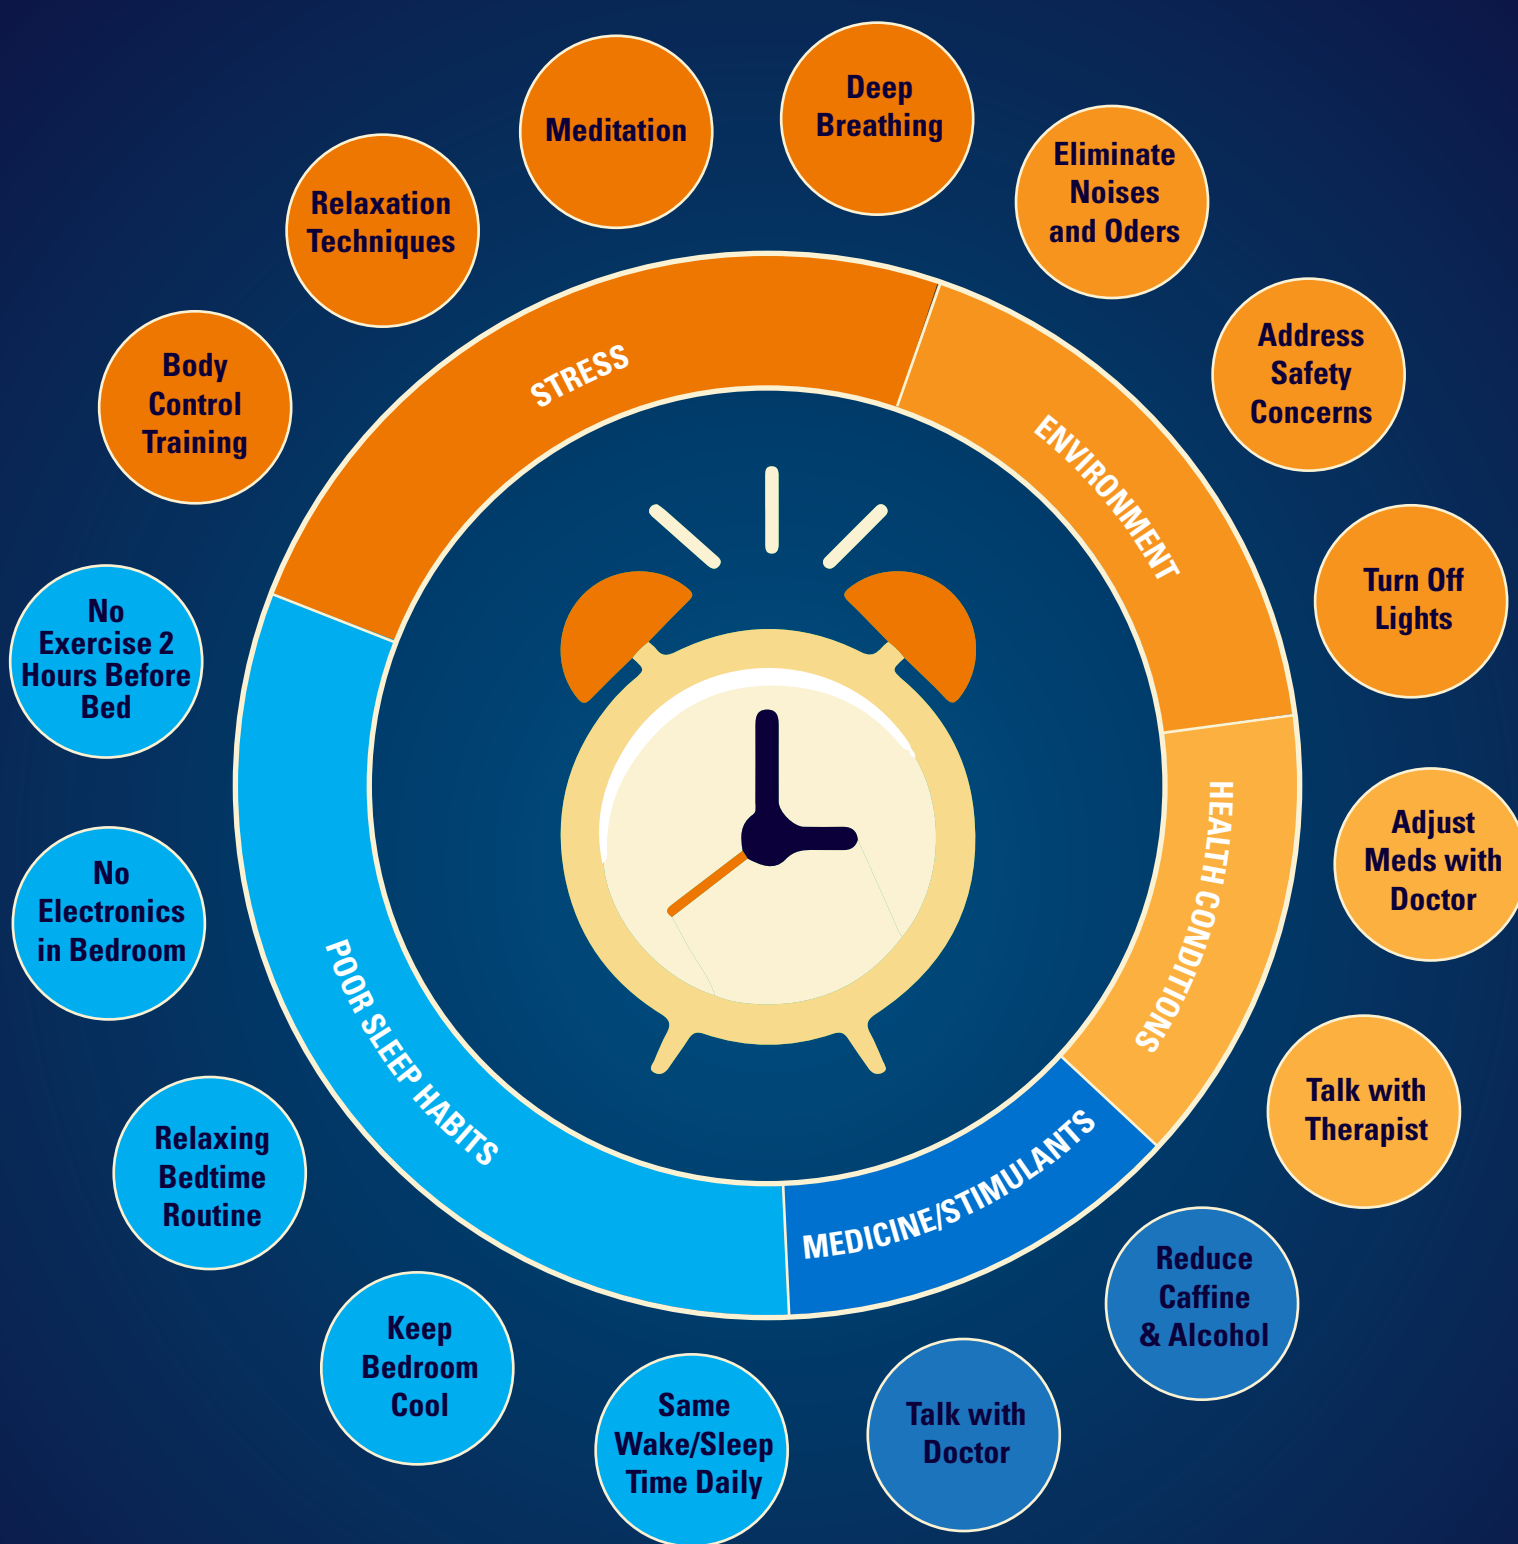 Deep
Breathing
Meditation
Relaxation
Techniques
Body
Control
Training
STRESS
Eliminate
Noises
and Oders
Address
Safety
Concerns
Turn Off
Lights
ENVIRONMENT
Adjust
Meds with
Doctor
Talk with
Therapist
HEALTH CONDITIONS
Reduce
Caffine
& Alcohol
Talk with
Doctor
MEDICINE/STIMULANTS
Same
Wake/Sleep
Time Daily
Keep
Bedroom
Cool
Relaxing
Bedtime
Routine
No
Electronics
in Bedroom
No
Exercise 2
Hours Before
Bed
POOR SLEEP HABITS